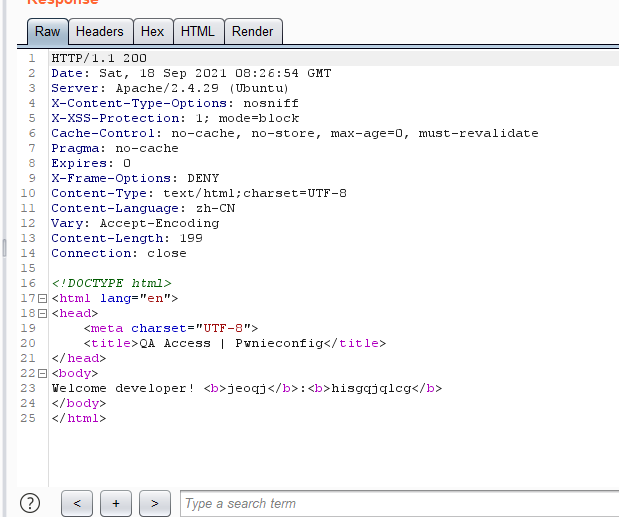 Response
Raw Headers Hex HTML Render
1 HTTP/1.1 200
2 Date: Sat, 18 Sep 2021 08:26:54 GMT
3 Server: Apache/2.4.29 (Ubuntu)
4 X-Content-Type-Options: nosniff
5 X-XSS-Protection: 1; mode=block
6 Cache-Control: no-cache, no-store, max-age=0, must-revalidate
7 Pragma: no-cache
8 Expires: 0
9 X-Frame-Options: DENY
10 Content-Type: text/html;charset=UTF-8
11 Content-Language: zh-CN
12 Vary: Accept-Encoding
13 Content-Length: 199
14 Connection: close
15
16 <!DOCTYPE html>
17 <html lang="en">
18 <head>
19 <meta charset="UTF-8">
20 <title>QA Access | Pwnieconfig</title>
21 </head>
22 <body>
23 Welcome developer! <b>jeoqj</b>:<b>hisgqjqlcg</b>
24 </body>
25 </html>
? < + > Type a search term